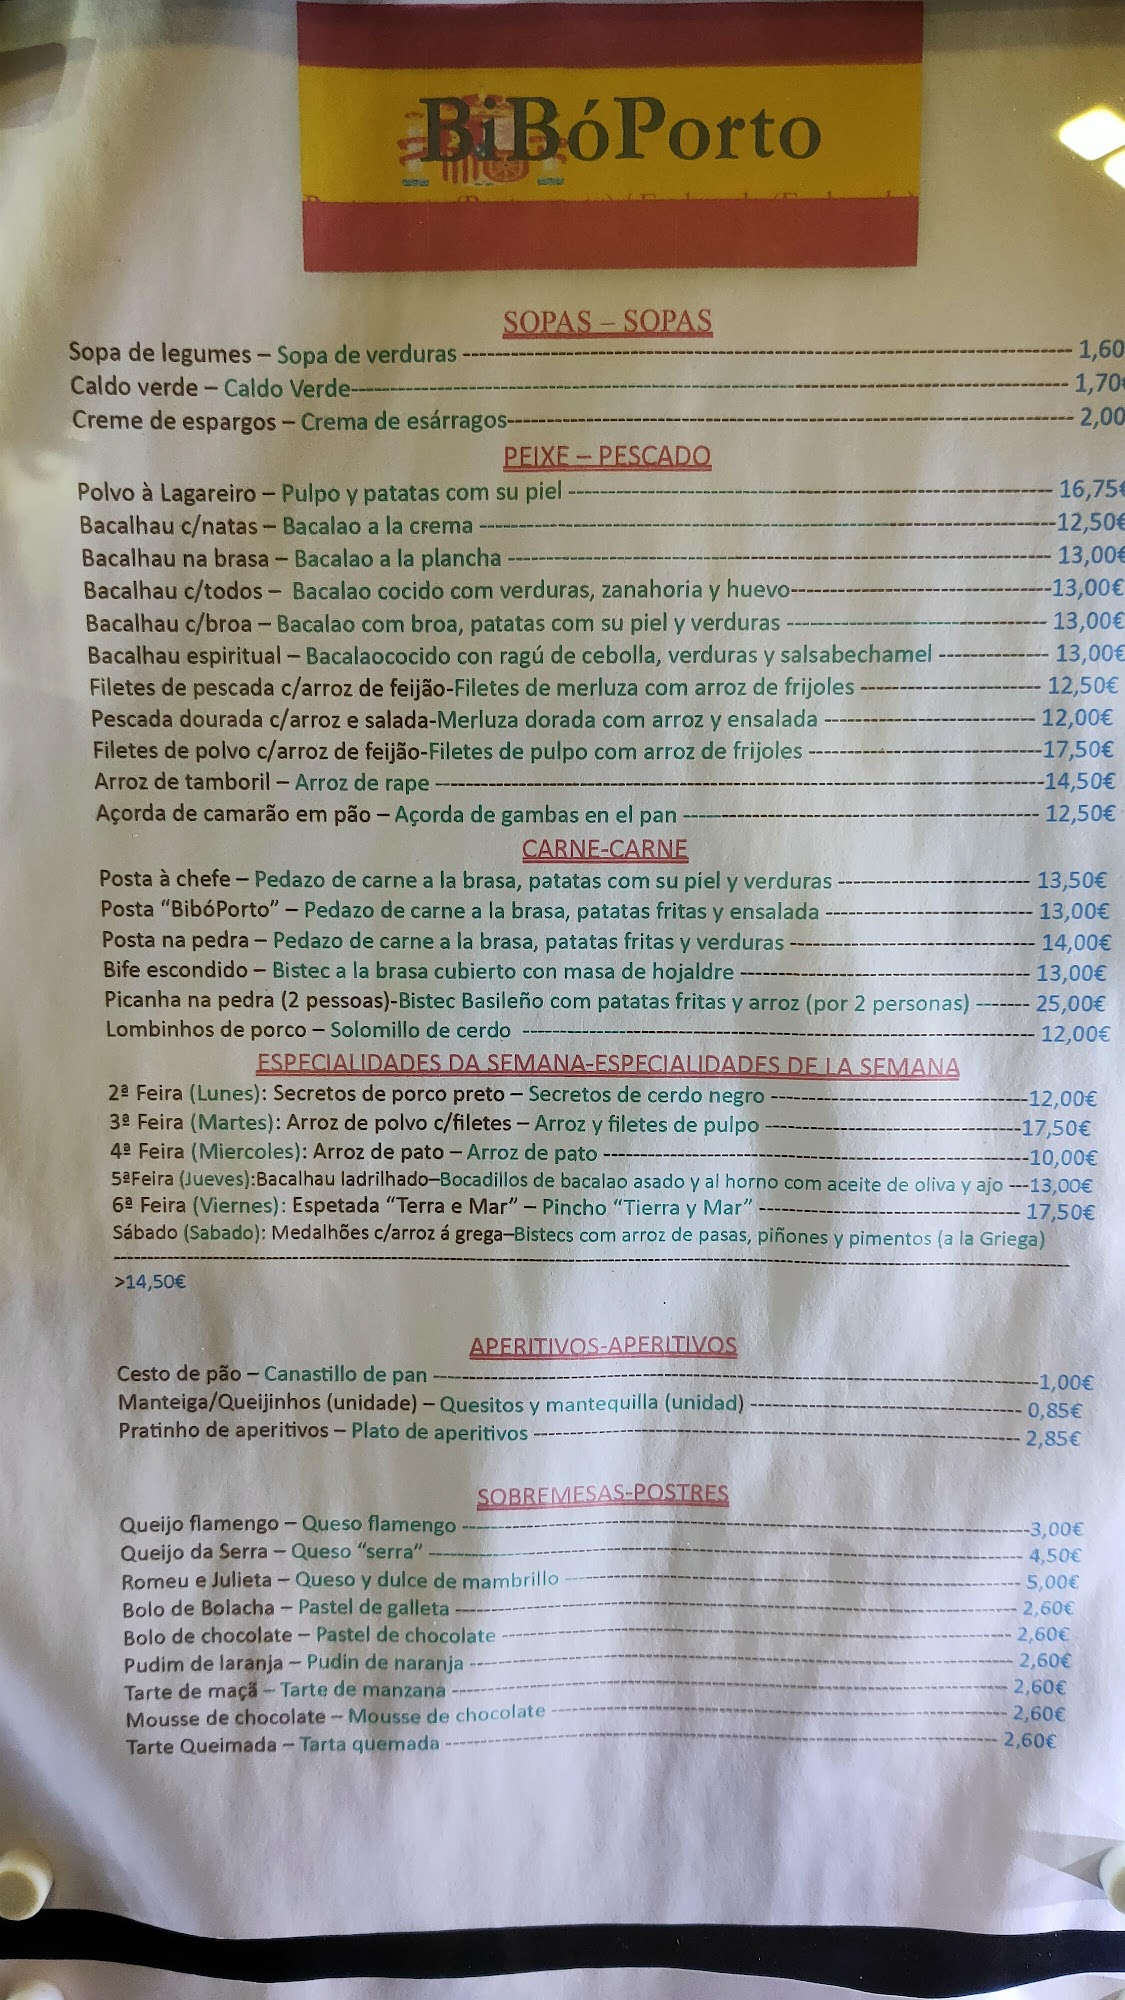 BiBóPorto
SOPAS – SOPAS
Sopa de legumes – Sopa de verduras ---------- 1,60
Caldo verde – Caldo Verde---------- 1,70€
Creme de espargos – Crema de esárragos---------- 2,00
PEIXE – PESCADO
Polvo à Lagareiro – Pulpo y patatas com su piel ---------- 16,75€
Bacalhau c/natas – Bacalao a la crema ----------12,50€
Bacalhau na brasa – Bacalao a la plancha ---------- 13,00€
Bacalhau c/todos – Bacalao cocido com verduras, zanahoria y huevo----------13,00€
Bacalhau c/broa – Bacalao com broa, patatas com su piel y verduras ---------- 13,00€
Bacalhau espiritual – Bacalaococido con ragú de cebolla, verduras y salsabechamel ---------- 13,00€
Filetes de pescada c/arroz de feijão-Filetes de merluza com arroz de frijoles ---------- 12,50€
Pescada dourada c/arroz e salada-Merluza dorada com arroz y ensalada ---------- 12,00€
Filetes de polvo c/arroz de feijão-Filetes de pulpo com arroz de frijoles ----------17,50€
Arroz de tamboril – Arroz de rape ----------14,50€
Açorda de camarão em pão – Açorda de gambas en el pan ---------- 12,50€
CARNE-CARNE
Posta à chefe – Pedazo de carne a la brasa, patatas com su piel y verduras ---------- 13,50€
Posta “BibóPorto” – Pedazo de carne a la brasa, patatas fritas y ensalada ---------- 13,00€
Posta na pedra – Pedazo de carne a la brasa, patatas fritas y verduras ---------- 14,00€
Bife escondido – Bistec a la brasa cubierto con masa de hojaldre ---------- 13,00€
Picanha na pedra (2 pessoas)-Bistec Basileño com patatas fritas y arroz (por 2 personas) -------- 25,00€
Lombinhos de porco – Solomillo de cerdo ---------- 12,00€
ESPECIALIDADES DA SEMANA-ESPECIALIDADES DE LA SEMANA
2ª Feira (Lunes): Secretos de porco preto – Secretos de cerdo negro ----------12,00€
3ª Feira (Martes): Arroz de polvo c/filetes – Arroz y filetes de pulpo ----------17,50€
4ª Feira (Miercoles): Arroz de pato – Arroz de pato ----------10,00€
5ªFeira (Jueves):Bacalhau ladrilhado–Bocadillos de bacalao asado y al horno com aceite de oliva y ajo ---13,00€
6ª Feira (Viernes): Espetada “Terra e Mar” – Pincho “Tierra y Mar” ---------- 17,50€
Sábado (Sabado): Medalhões c/arroz á grega–Bistecs com arroz de pasas, piñones y pimentos (a la Griega)
----------
>14,50€
APERITIVOS-APERITIVOS
Cesto de pão – Canastillo de pan ----------1,00€
Manteiga/Queijinhos (unidade) – Quesitos y mantequilla (unidad) ---------- 0,85€
Pratinho de aperitivos – Plato de aperitivos ---------- 2,85€
SOBREMESAS-POSTRES
Queijo flamengo – Queso flamengo ----------3,00€
Queijo da Serra – Queso “serra” ---------- 4,50€
Romeu e Julieta – Queso y dulce de mambrillo ---------- 5,00€
Bolo de Bolacha – Pastel de galleta ---------- 2,60€
Bolo de chocolate – Pastel de chocolate ---------- 2,60€
Pudim de laranja – Pudín de naranja ---------- 2,60€
Tarte de maçã – Tarte de manzana ---------- 2,60€
Mousse de chocolate – Mousse de chocolate ---------- 2,60€
Tarte Queimada – Tarta quemada ---------- 2,60€